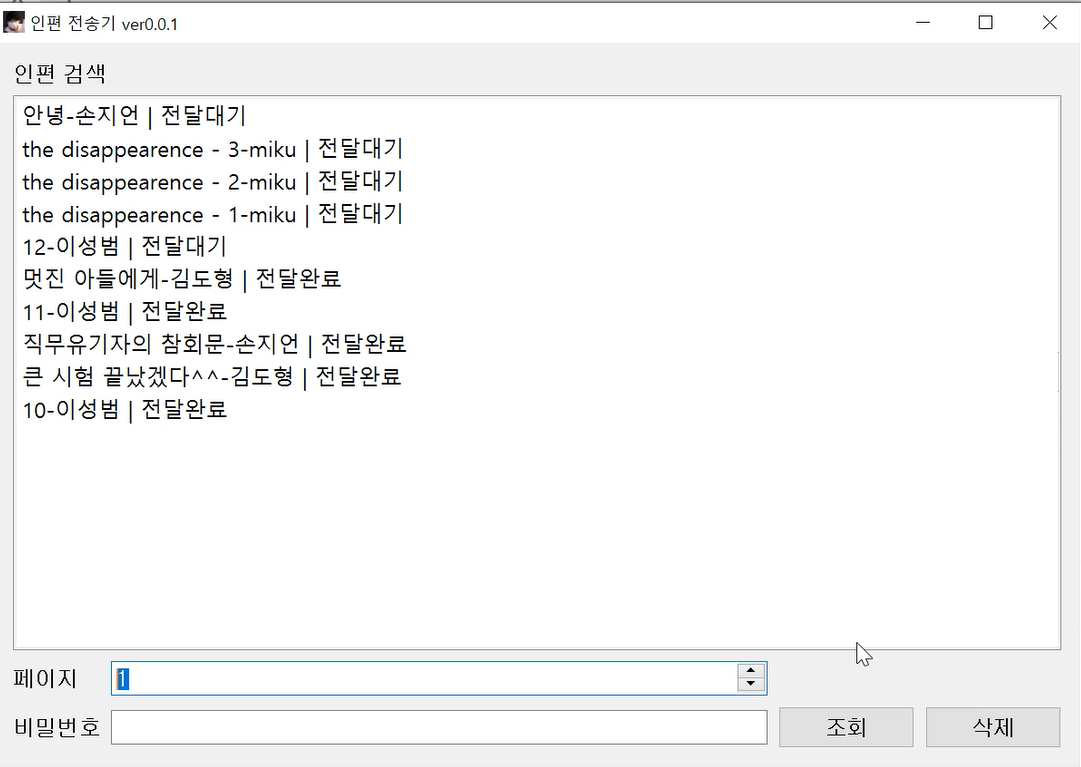 인편 전송기 ver0.0.1
인편 검색
안녕-손지언 | 전달대기
the disappearence - 3-miku | 전달대기
the disappearence - 2-miku | 전달대기
the disappearence - 1-miku | 전달대기
12-이성범 | 전달대기
멋진 아들에게-김도형 | 전달완료
11-이성범 | 전달완료
직무유기자의 참회문-손지언 | 전달완료
큰 시험 끝났겠다^^-김도형 | 전달완료
10-이성범 | 전달완료
페이지 1
비밀번호 조회 삭제